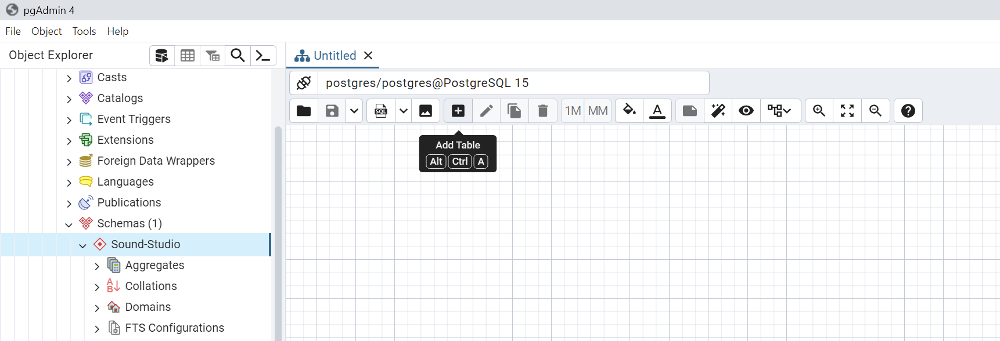 pgAdmin 4
File Object Tools Help
Object Explorer
Untitled
postgres/postgres@PostgreSQL 15
SQL
1M MM
A
Add Table
Alt Ctrl A
Casts
Catalogs
Event Triggers
Extensions
Foreign Data Wrappers
Languages
Publications
Schemas (1)
Sound-Studio
Aggregates
Collations
Domains
FTS Configurations